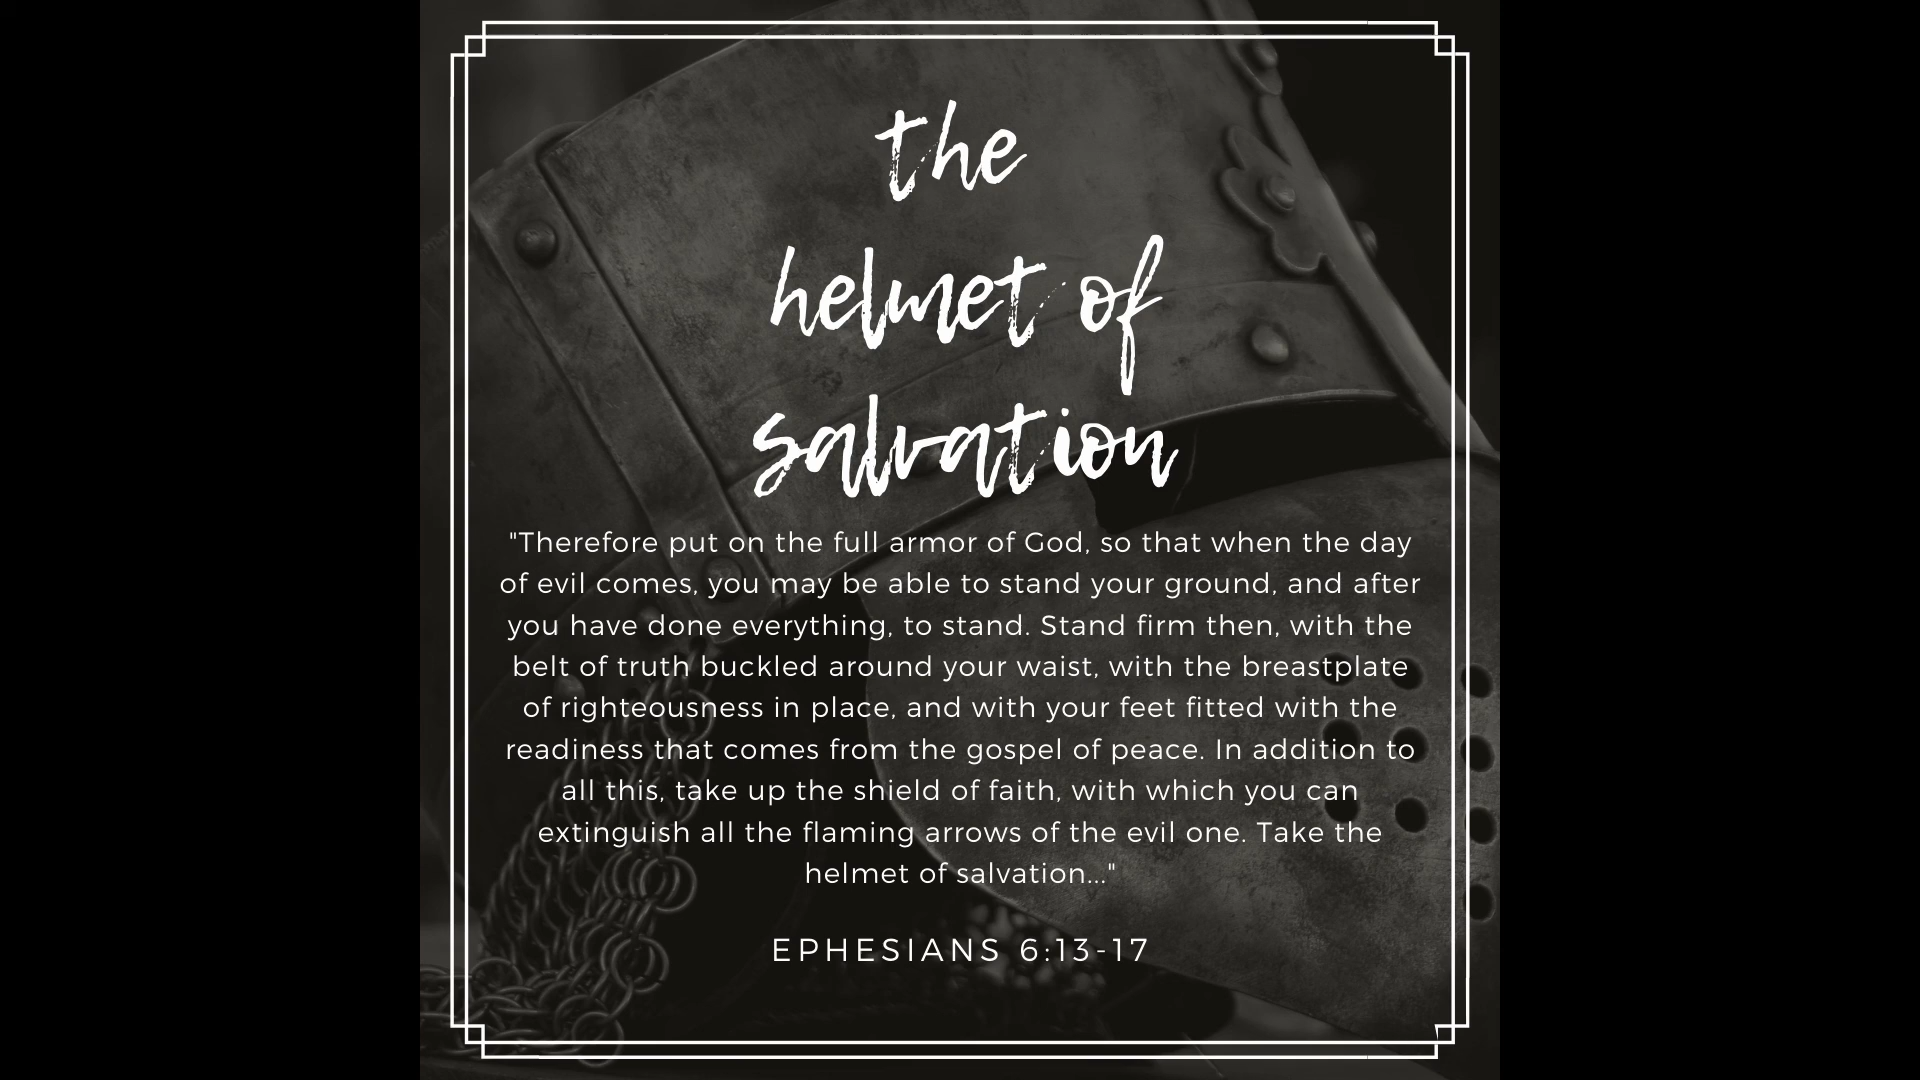 the
helmet of
salvation
"Therefore put on the full armor of God, so that when the day
of evil comes, you may be able to stand your ground, and after
you have done everything, to stand. Stand firm then, with the
belt of truth buckled around your waist, with the breastplate
of righteousness in place, and with your feet fitted with the
readiness that comes from the gospel of peace. In addition to
all this, take up the shield of faith, with which you can
extinguish all the flaming arrows of the evil one. Take the
helmet of salvation..."
EPHESIANS 6:13-17